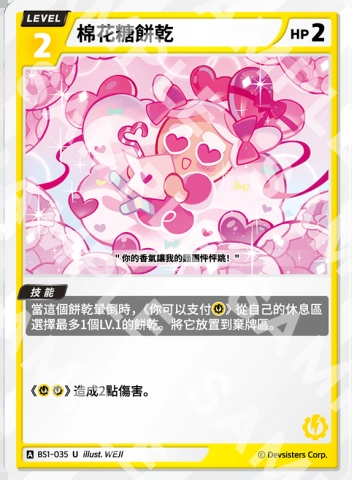 LEVEL
2
棉花糖餅乾
HP 2
"你的香氣讓我的心怦怦跳！"
技能
當這個餅乾暈倒時，《你可以支付》從自己的休息區
選擇最多1個LV.1的餅乾。將它放置到棄牌區。
《》造成2點傷害。
A BS1-035 U illust. WEJI
© Devsisters Corp.